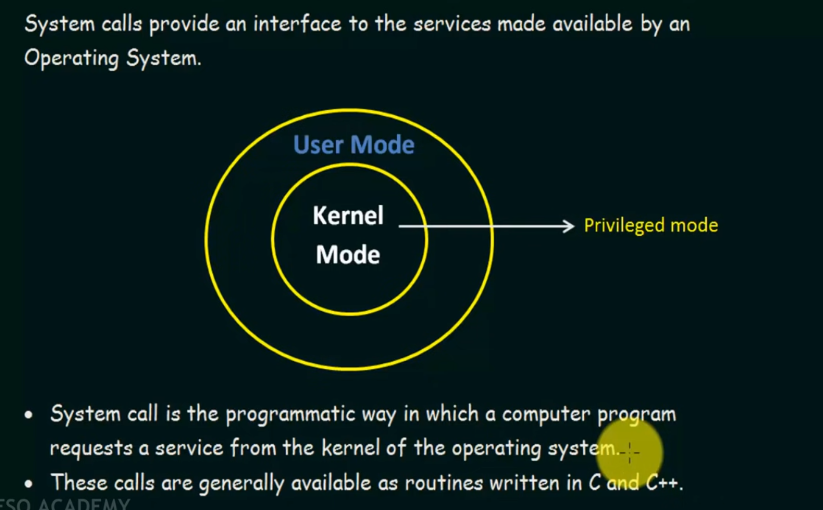 System calls provide an interface to the services made available by an
Operating System.
User Mode
Kernel
Mode
Privileged mode
• System call is the programmatic way in which a computer program
requests a service from the kernel of the operating system.
• These calls are generally available as routines written in C and C++.
ESO ACADEMY